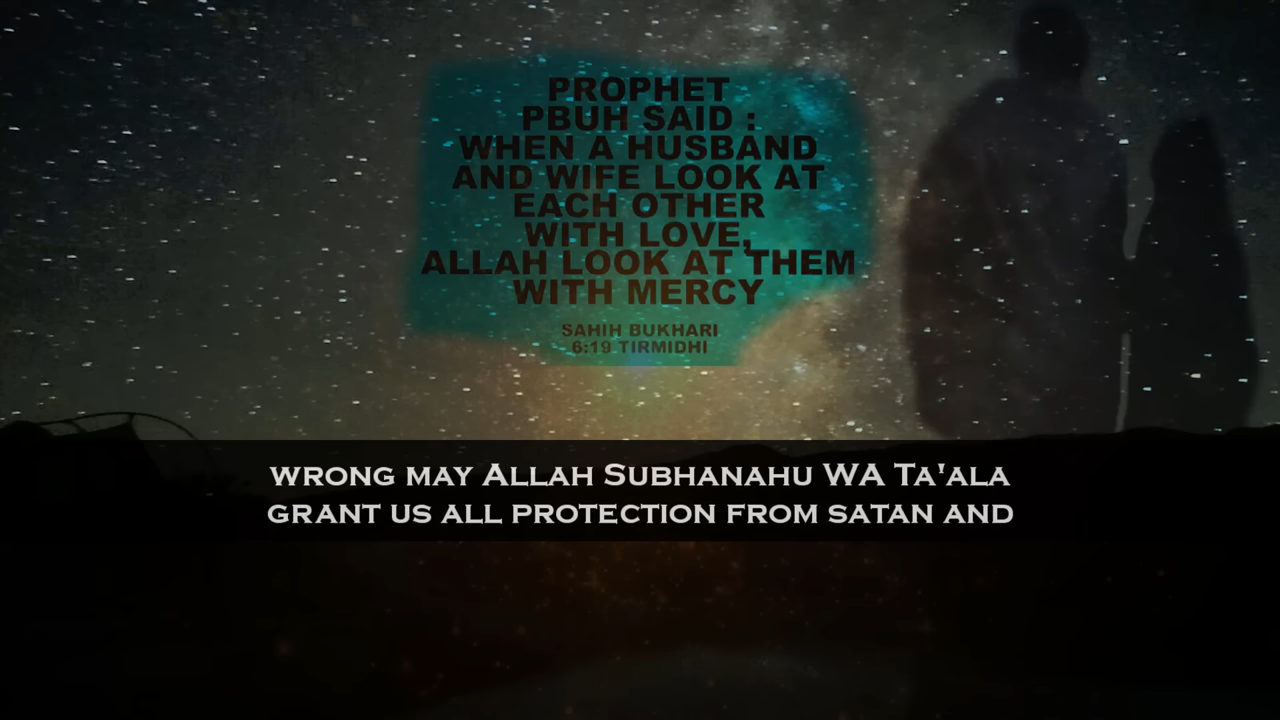 PROPHET
PBUH SAID :
WHEN A HUSBAND
AND WIFE LOOK AT
EACH OTHER
WITH LOVE,
ALLAH LOOK AT THEM
WITH MERCY
SAHIH BUKHARI
6:19 TIRMIDHI
WRONG MAY ALLAH SUBHANAHU WA TA'ALA
GRANT US ALL PROTECTION FROM SATAN AND